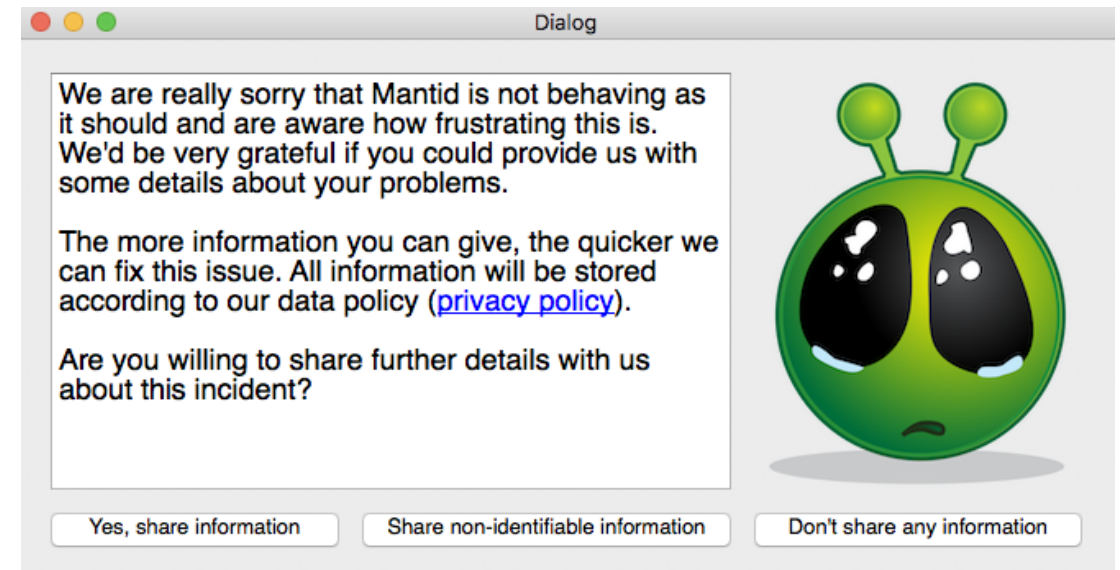 Dialog
We are really sorry that Mantid is not behaving as
it should and are aware how frustrating this is.
We'd be very grateful if you could provide us with
some details about your problems.
The more information you can give, the quicker we
can fix this issue. All information will be stored
according to our data policy (privacy policy).
Are you willing to share further details with us
about this incident?
Yes, share information
Share non-identifiable information
Don't share any information